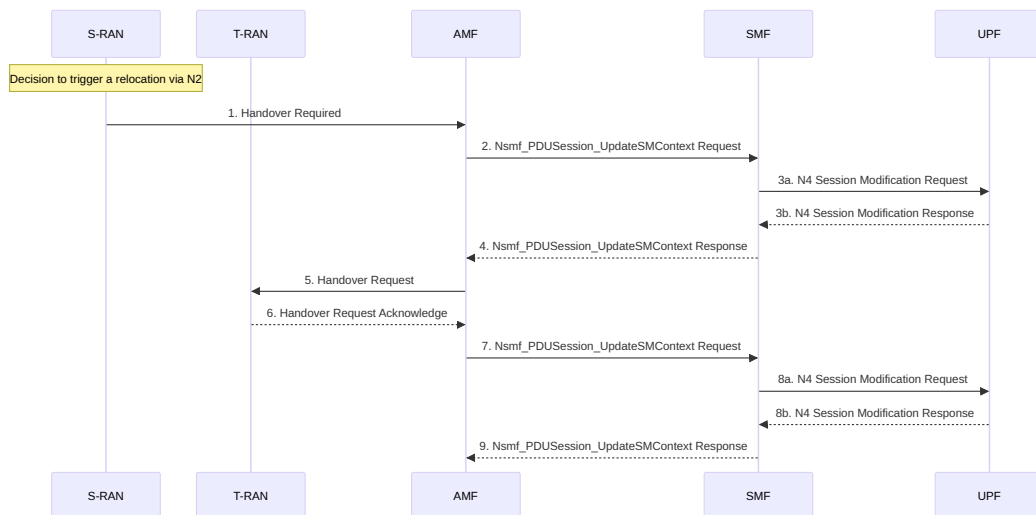 S-RAN
T-RAN
AMF
SMF
UPF
Decision to trigger a relocation via N2
1. Handover Required
2. Nsmf_PDUSession_UpdateSMContext Request
3a. N4 Session Modification Request
3b. N4 Session Modification Response
4. Nsmf_PDUSession_UpdateSMContext Response
5. Handover Request
6. Handover Request Acknowledge
7. Nsmf_PDUSession_UpdateSMContext Request
8a. N4 Session Modification Request
8b. N4 Session Modification Response
9. Nsmf_PDUSession_UpdateSMContext Response
S-RAN
T-RAN
AMF
SMF
UPF